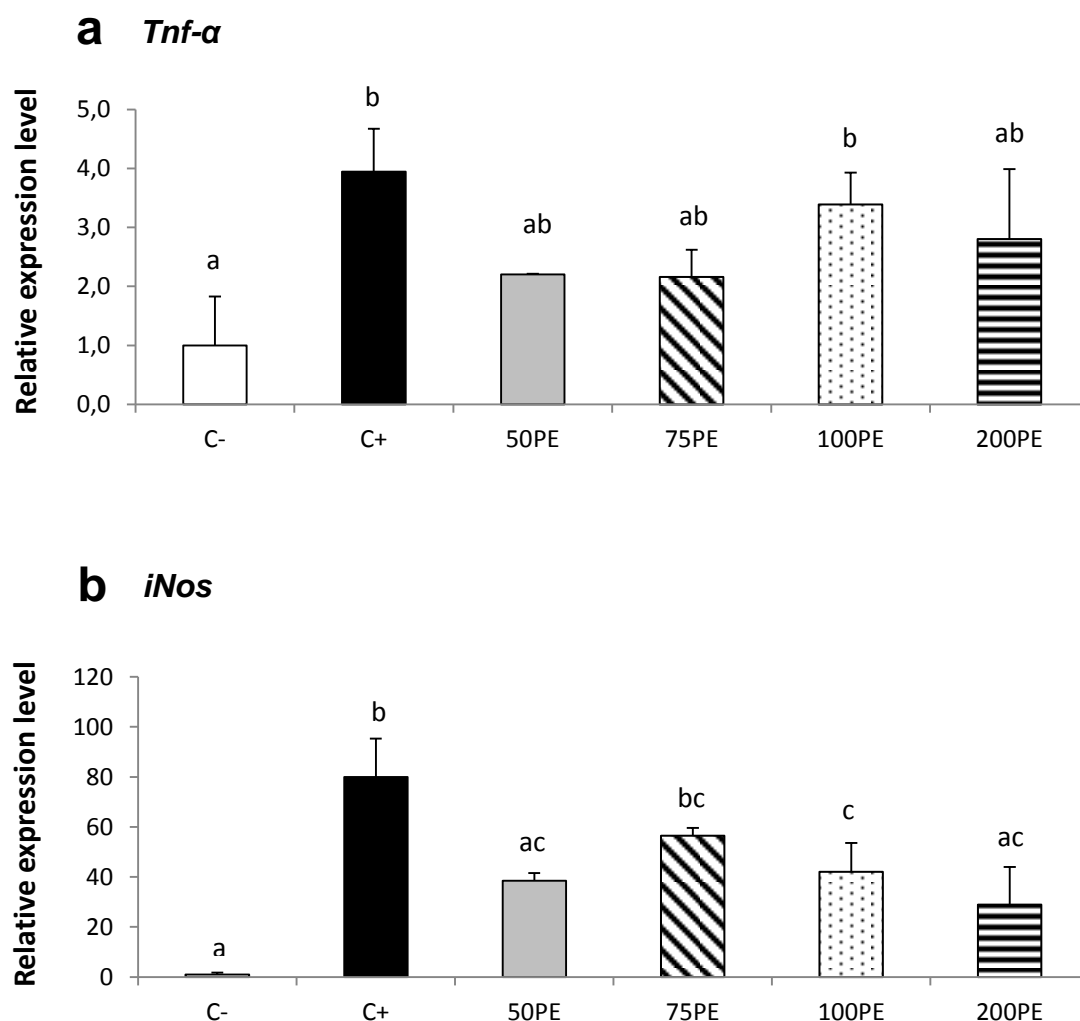 a Tnf-α
Relative expression level
5,0
4,0
3,0
2,0
1,0
0,0
a
b
ab
ab
b
ab
C-
C+
50PE
75PE
100PE
200PE
b iNos
Relative expression level
120
100
80
60
40
20
0
a
b
ac
bc
c
ac
C-
C+
50PE
75PE
100PE
200PE